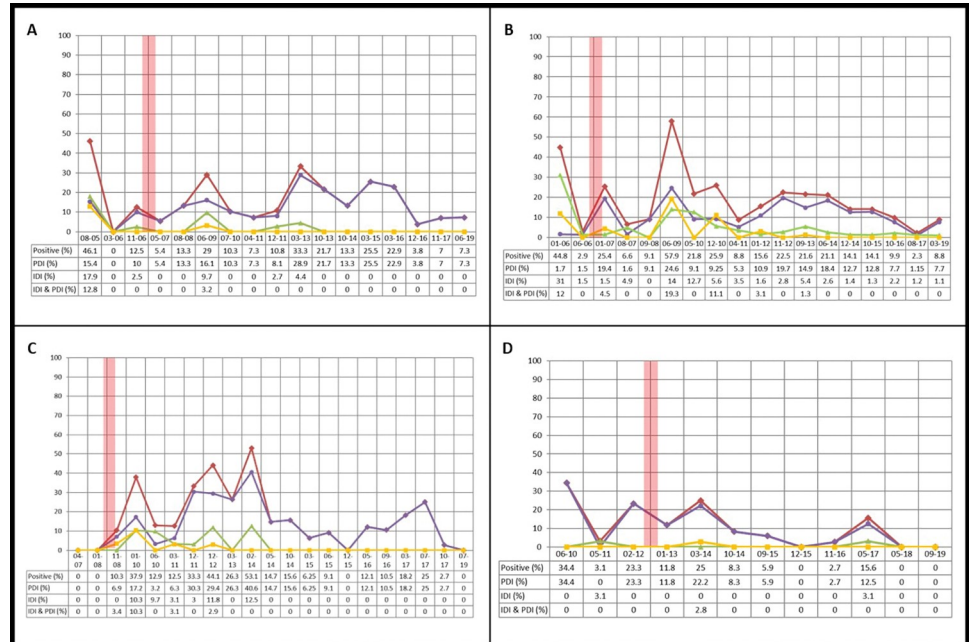 A
100
90
80
70
60
50
40
30
20
10
0
08-05 03-06 11-06 05-07 08-08 06-09 07-10 04-11 12-11 03-13 10-13 10-14 03-15 03-16 12-16 11-17 06-19
Positive (%) 46.1 0 12.5 5.4 13.3 29 10.3 7.3 10.8 33.3 21.7 13.3 25.5 22.9 3.8 7 7.3
PDI (%) 15.4 0 10 5.4 13.3 16.1 10.3 7.3 8.1 28.9 21.7 13.3 25.5 22.9 3.8 7 7.3
IDI (%) 17.9 0 2.5 0 0 9.7 0 0 2.7 4.4 0 0 0 0 0 0 0
IDI & PDI (%) 12.8 0 0 0 0 3.2 0 0 0 0 0 0 0 0 0 0 0
B
100
90
80
70
60
50
40
30
20
10
0
01-06 06-06 01-07 07-07 09-08 06-09 05-10 12-10 04-11 01-12 09-12 06-13 06-14 12-14 12-15 09-16 08-17 03-19
Positive (%) 44.8 2.9 25.4 6.6 9.1 57.9 21.8 25.9 8.8 15.6 22.5 21.6 21.1 14.1 14.1 9.9 2.3 8.8
PDI (%) 1.7 1.5 19.4 1.6 9.1 24.6 9.1 9.25 5.3 10.9 19.7 14.9 18.4 12.7 12.8 7.7 1.15 7.7
IDI (%) 31 1.5 1.5 4.9 0 14 12.7 5.6 3.5 1.6 2.8 5.4 2.6 1.4 1.3 2.2 1.2 1.1
IDI & PDI (%) 12 0 4.5 0 0 19.3 0 11.1 0 3.1 0 1.3 0 0 0 0 0 0
C
100
90
80
70
60
50
40
30
20
10
0
04 01 11- 01- 06- 03- 11- 12- 03- 02- 05- 03- 06- 12- 05- 09- 03- 07- 10- 07-
07 08 08 10 10 11 11 12 13 14 14 15 15 15 16 16 17 17 17 19
Positive (%) 10.3 37.9 12.9 12.5 33.3 44.1 26.3 53.1 14.7 15.6 6.25 9.1 0 12.1 10.5 18.2 25 2.7 0
PDI (%) 6.9 17.2 3.2 6.3 30.3 29.4 26.3 40.6 14.7 15.6 6.25 9.1 0 12.1 10.5 18.2 25 2.7 0
IDI (%) 0 10.3 9.7 3.1 3 11.8 0 12.5 0 0 0 0 0 0 0 0 0 0 0
IDI & PDI (%) 3.4 10.3 0 3.1 0 2.9 0 0 0 0 0 0 0 0 0 0 0 0 0
D
100
90
80
70
60
50
40
30
20
10
0
06-10 05-11 02-12 01-13 03-14 10-14 09-15 12-15 11-16 05-17 05-18 09-19
Positive (%) 34.4 3.1 23.3 11.8 25 8.3 5.9 0 2.7 15.6 0 0
PDI (%) 34.4 0 23.3 11.8 22.2 8.3 5.9 0 2.7 12.5 0 0
IDI (%) 0 3.1 0 0 0 0 0 0 0 3.1 0 0
IDI & PDI (%) 0 0 0 0 2.8 0 0 0 0 0 0 0